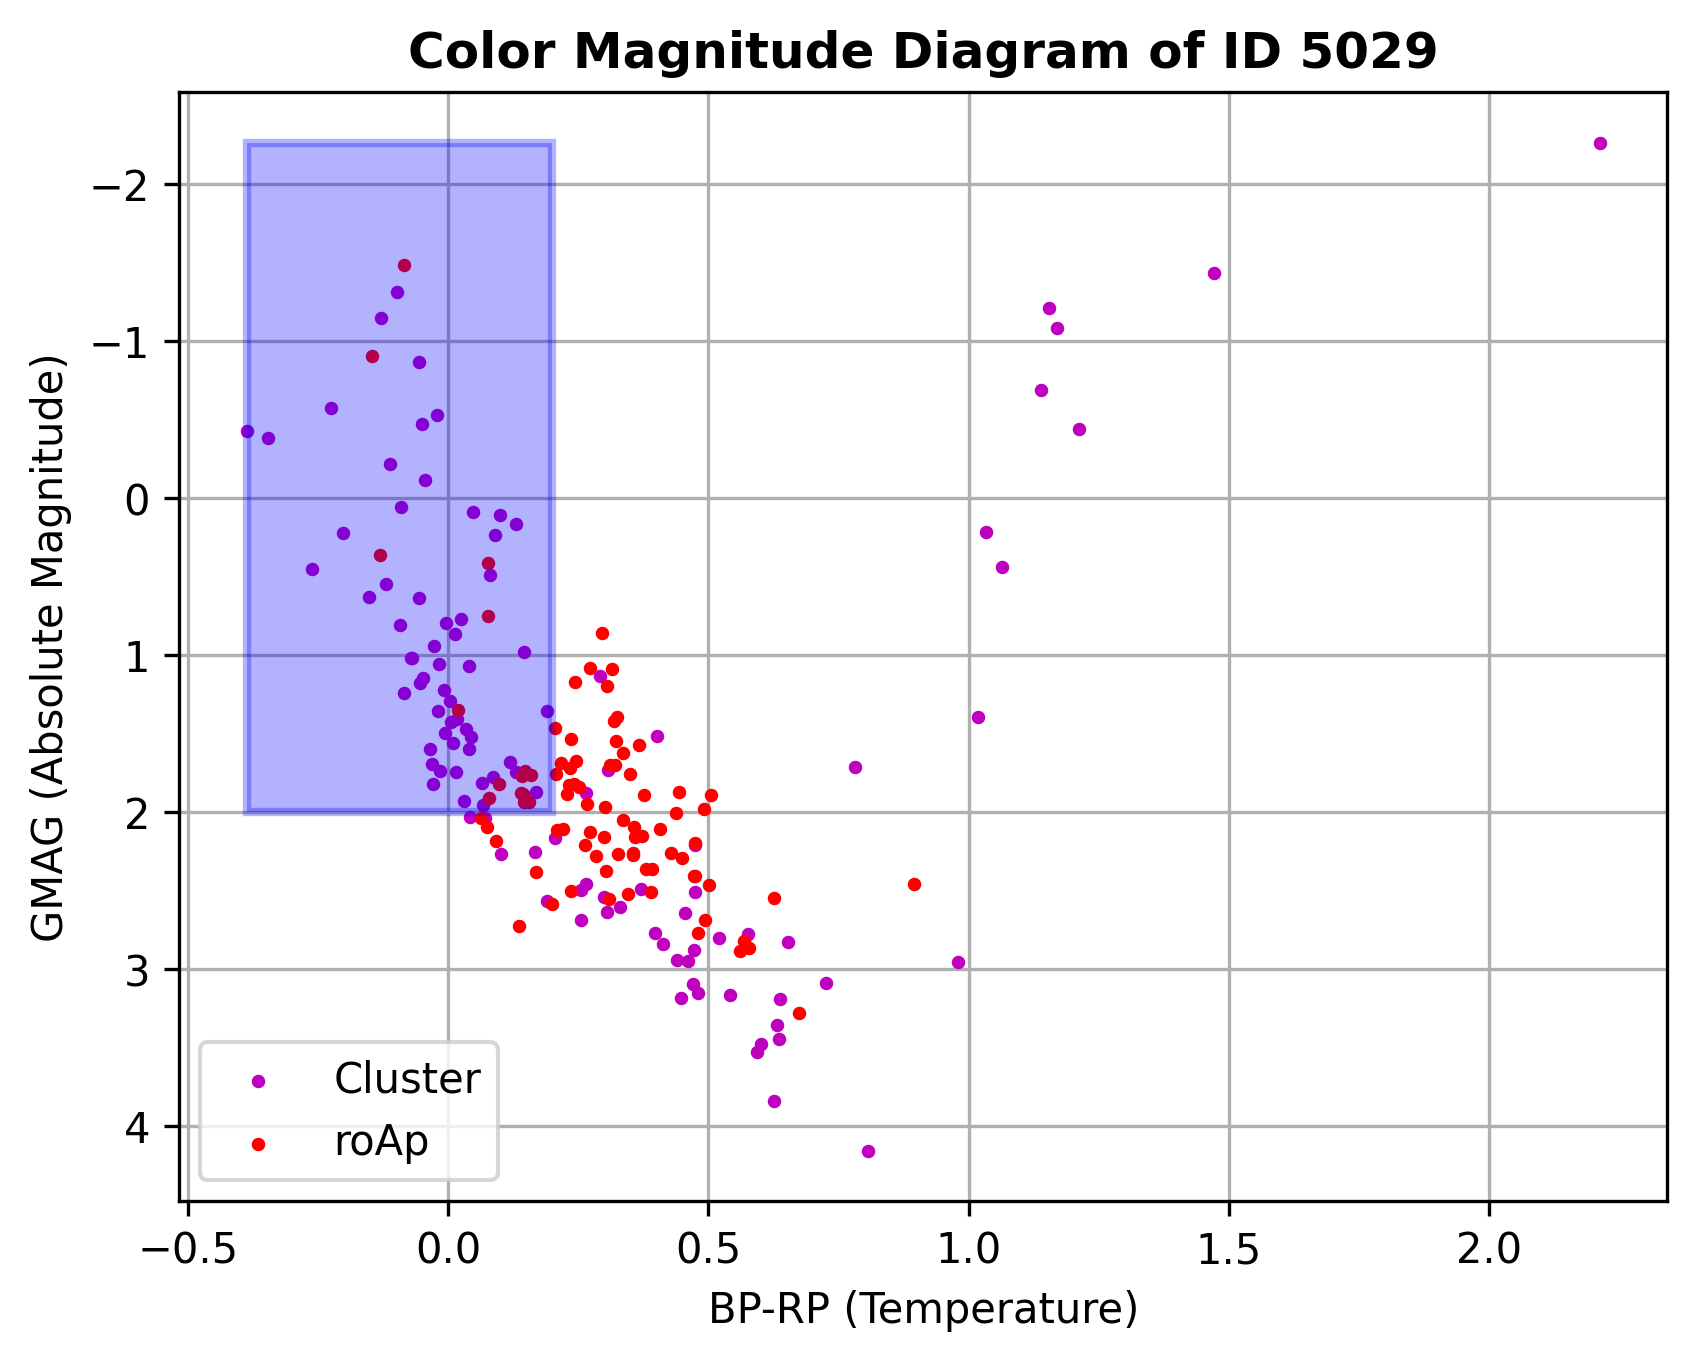 Color Magnitude Diagram of ID 5029
GMAG (Absolute Magnitude)
−2
−1
0
1
2
3
4
Cluster
roAp
−0.5 0.0 0.5 1.0 1.5 2.0
BP-RP (Temperature)